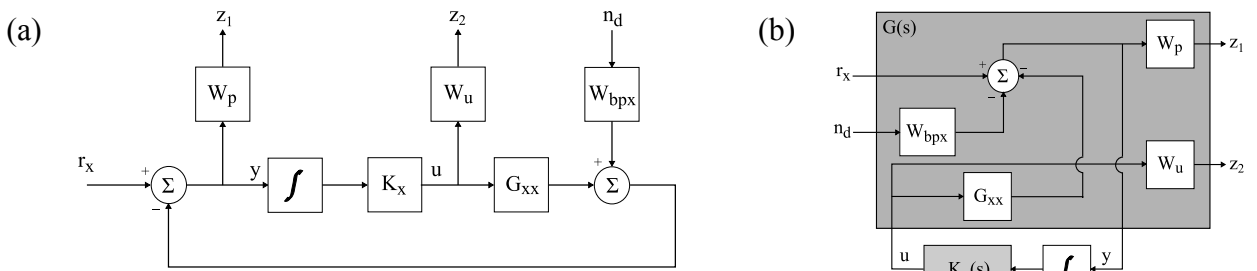 (a)
z1
z2
nd
Wp
Wu
Wbpx
rx
+
Σ
−
y
∫
Kx
u
Gxx
+
Σ
(b)
G(s)
Wp
z1
rx
+
Σ
−
−
nd
Wbpx
Wu
z2
Gxx
u
K (s)
∫
y